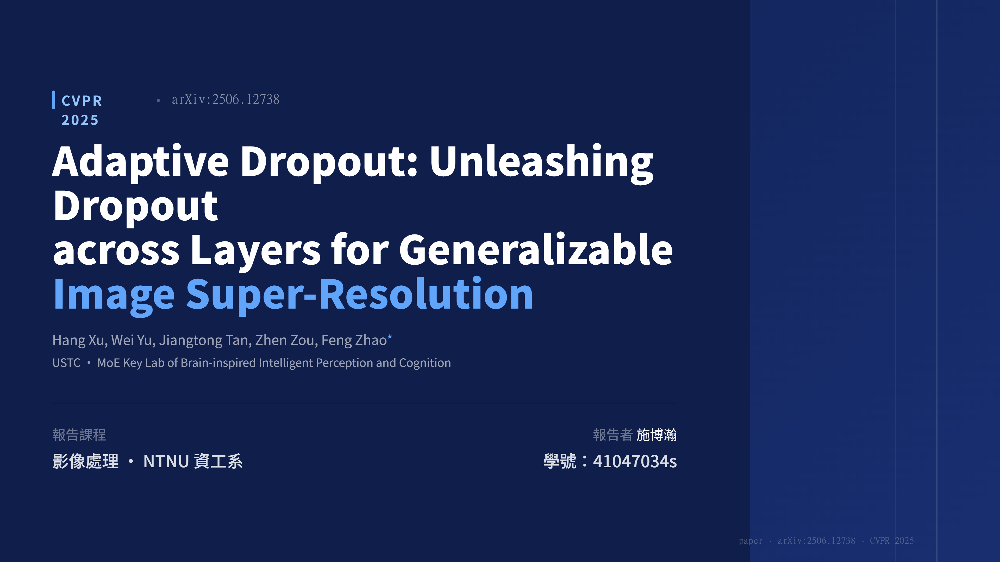 CVPR
2025
• arXiv:2506.12738
Adaptive Dropout: Unleashing
Dropout
across Layers for Generalizable
Image Super-Resolution
Hang Xu, Wei Yu, Jiangtong Tan, Zhen Zou, Feng Zhao*
USTC • MoE Key Lab of Brain-inspired Intelligent Perception and Cognition
報告課程
影像處理 • NTNU 資工系
報告者 施博瀚
學號：41047034s
paper · arXiv:2506.12738 · CVPR 2025